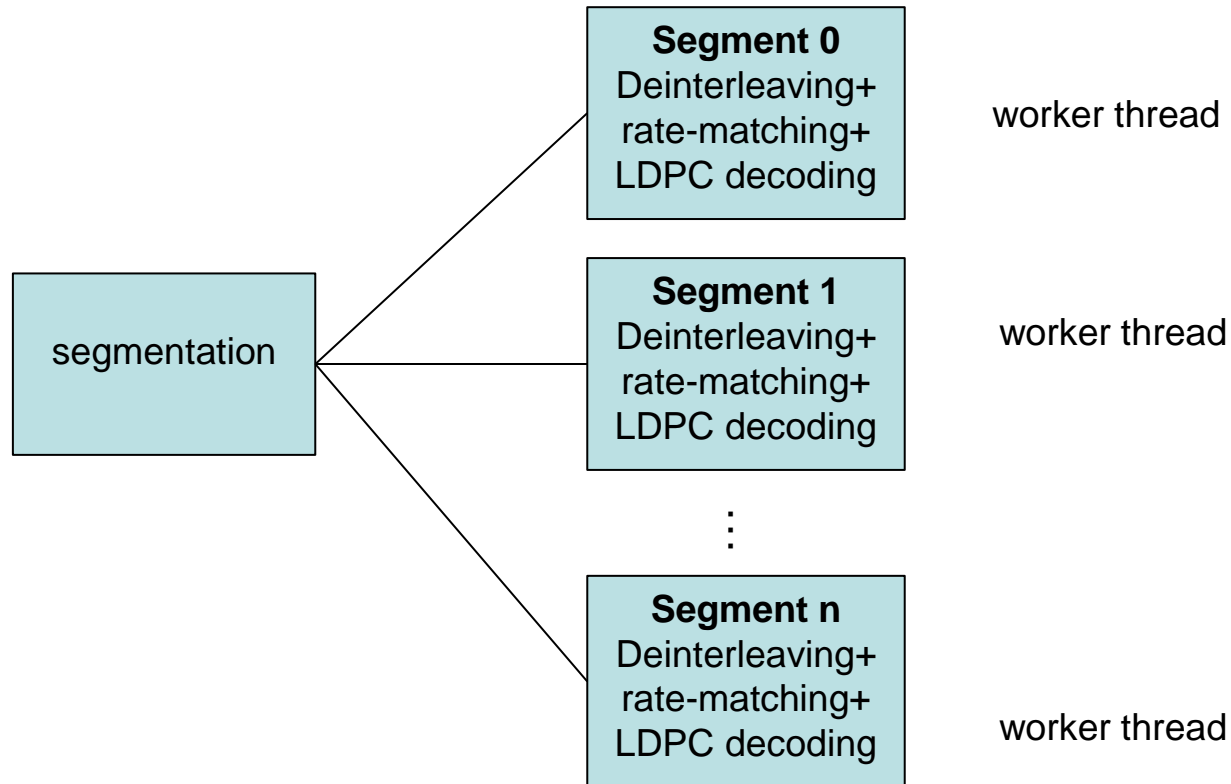 Segment 0
Deinterleaving+
rate-matching+
LDPC decoding
worker thread
segmentation
Segment 1
Deinterleaving+
rate-matching+
LDPC decoding
worker thread
⋮
Segment n
Deinterleaving+
rate-matching+
LDPC decoding
worker thread